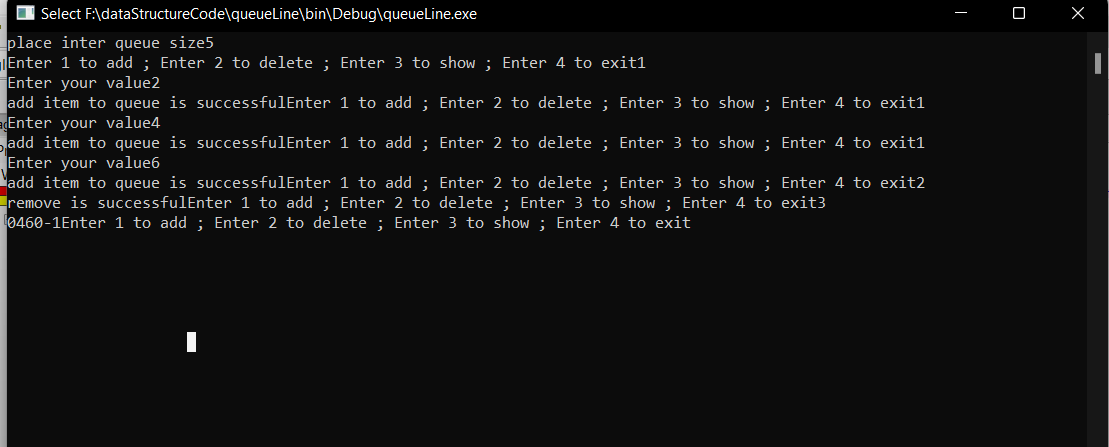 Select F:\dataStructureCode\queueLine\bin\Debug\queueLine.exe
place inter queue size5
Enter 1 to add ; Enter 2 to delete ; Enter 3 to show ; Enter 4 to exit1
Enter your value2
add item to queue is successfulEnter 1 to add ; Enter 2 to delete ; Enter 3 to show ; Enter 4 to exit1
Enter your value4
add item to queue is successfulEnter 1 to add ; Enter 2 to delete ; Enter 3 to show ; Enter 4 to exit1
Enter your value6
add item to queue is successfulEnter 1 to add ; Enter 2 to delete ; Enter 3 to show ; Enter 4 to exit2
remove is successfulEnter 1 to add ; Enter 2 to delete ; Enter 3 to show ; Enter 4 to exit3
0460-1Enter 1 to add ; Enter 2 to delete ; Enter 3 to show ; Enter 4 to exit